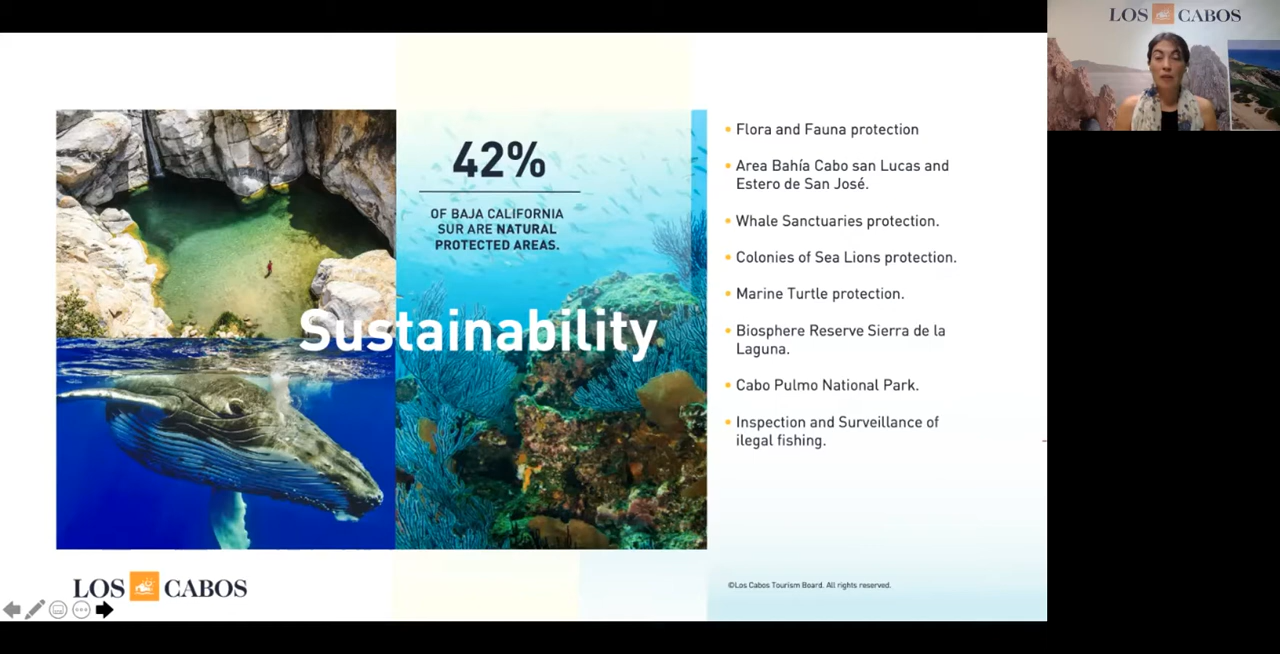 LOS CABOS
42%
OF BAJA CALIFORNIA
SUR ARE NATURAL
PROTECTED AREAS.
Sustainability
Flora and Fauna protection
Area Bahía Cabo san Lucas and
Estero de San José.
Whale Sanctuaries protection.
Colonies of Sea Lions protection.
Marine Turtle protection.
Biosphere Reserve Sierra de la
Laguna.
Cabo Pulmo National Park.
Inspection and Surveillance of
ilegal fishing.
LOS CABOS
©Los Cabos Tourism Board. All rights reserved.